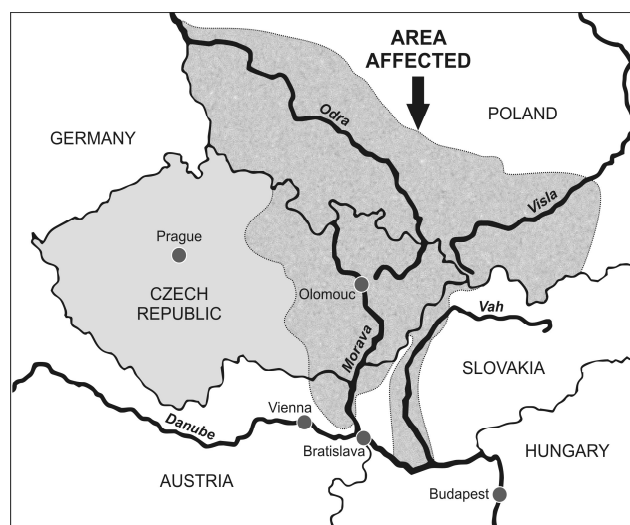 AREA
AFFECTED
POLAND
Odra
GERMANY
Visla
Prague
CZECH
REPUBLIC
Olomouc
Vah
Morava
SLOVAKIA
Vienna
Danube
Bratislava
HUNGARY
AUSTRIA
Budapest